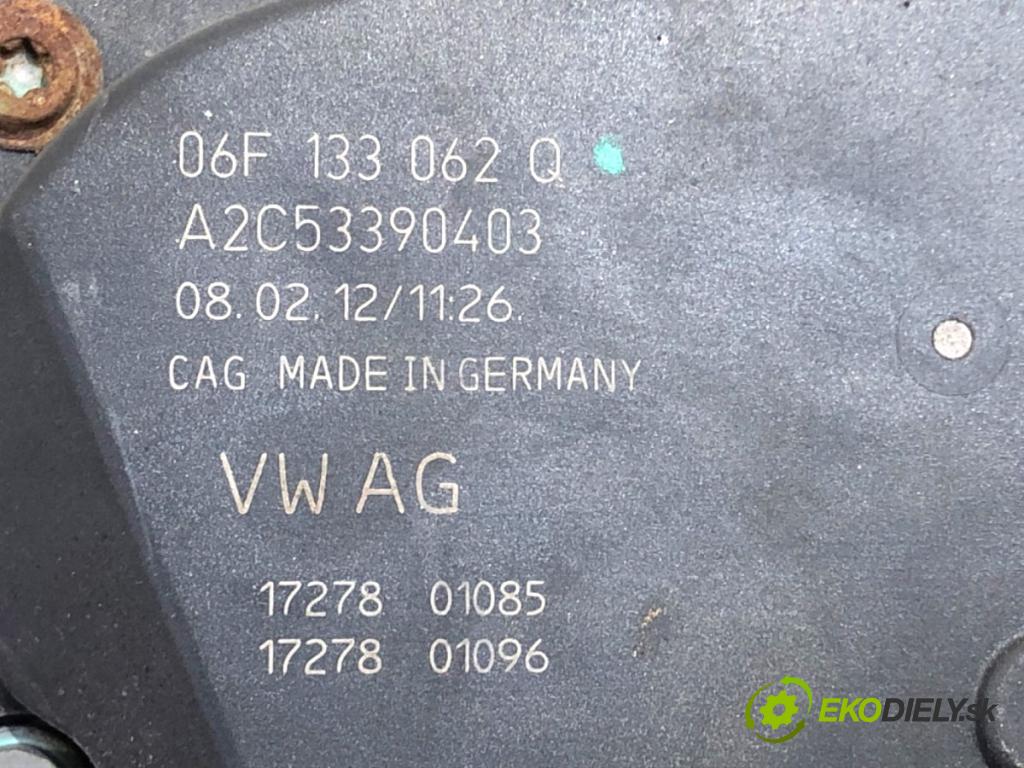 06F 133 062 Q
A2C53390403
08.02.12/11:26.
CAG MADE IN GERMANY
VW AG
17278 01085
17278 01096
EKODIELY.sk